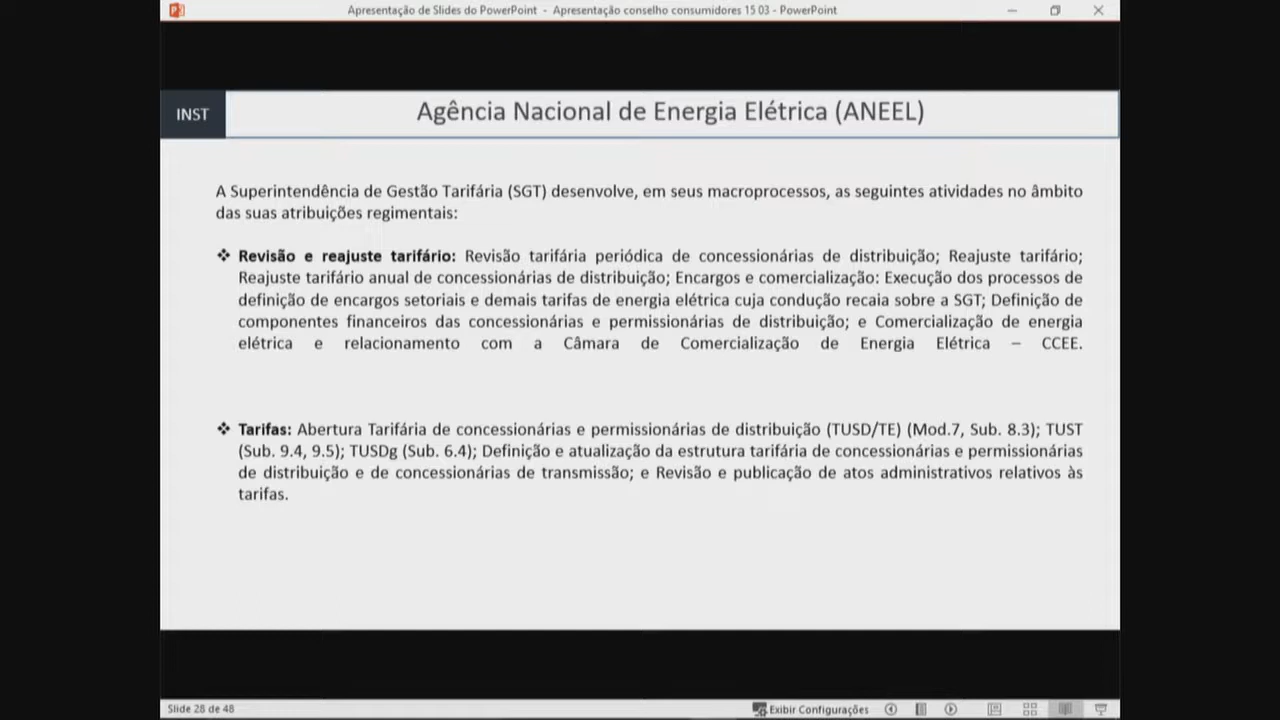 Apresentação de Slides do PowerPoint - Apresentação conselho consumidores 15 03 - PowerPoint
INST
Agência Nacional de Energia Elétrica (ANEEL)
A Superintendência de Gestão Tarifária (SGT) desenvolve, em seus macroprocessos, as seguintes atividades no âmbito
das suas atribuições regimentais:
❖ Revisão e reajuste tarifário: Revisão tarifária periódica de concessionárias de distribuição; Reajuste tarifário;
Reajuste tarifário anual de concessionárias de distribuição; Encargos e comercialização: Execução dos processos de
definição de encargos setoriais e demais tarifas de energia elétrica cuja condução recaia sobre a SGT; Definição de
componentes financeiros das concessionárias e permissionárias de distribuição; e Comercialização de energia
elétrica e relacionamento com a Câmara de Comercialização de Energia Elétrica – CCEE.
❖ Tarifas: Abertura Tarifária de concessionárias e permissionárias de distribuição (TUSD/TE) (Mod.7, Sub. 8.3); TUST
(Sub. 9.4, 9.5); TUSDg (Sub. 6.4); Definição e atualização da estrutura tarifária de concessionárias e permissionárias
de distribuição e de concessionárias de transmissão; e Revisão e publicação de atos administrativos relativos às
tarifas.
Slide 28 de 48
Exibir Configurações